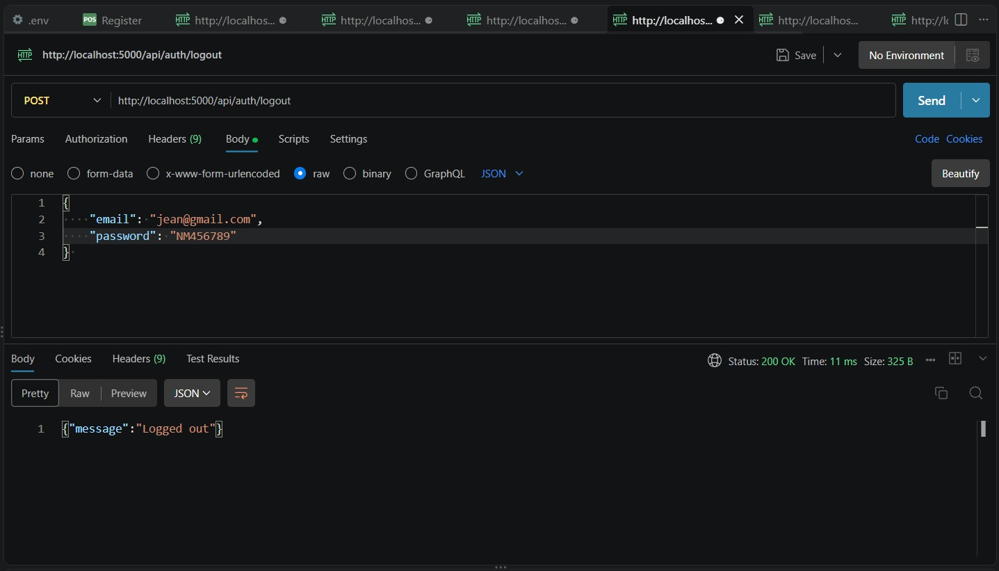 .env POS Register HTTP http://localhos... HTTP http://localhos... HTTP http://localhos... HTTP http://localhos... HTTP http://localhos... HTTP http://lo
HTTP http://localhost:5000/api/auth/logout Save No Environment
POST http://localhost:5000/api/auth/logout Send
Params Authorization Headers (9) Body Scripts Settings Code Cookies
none form-data x-www-form-urlencoded raw binary GraphQL JSON Beautify
1 {
2 ····"email":·"jean@gmail.com",
3 ····"password":·"NM456789"
4 }·
Body Cookies Headers (9) Test Results Status: 200 OK Time: 11 ms Size: 325 B
Pretty Raw Preview JSON
1 {"message":"Logged out"}